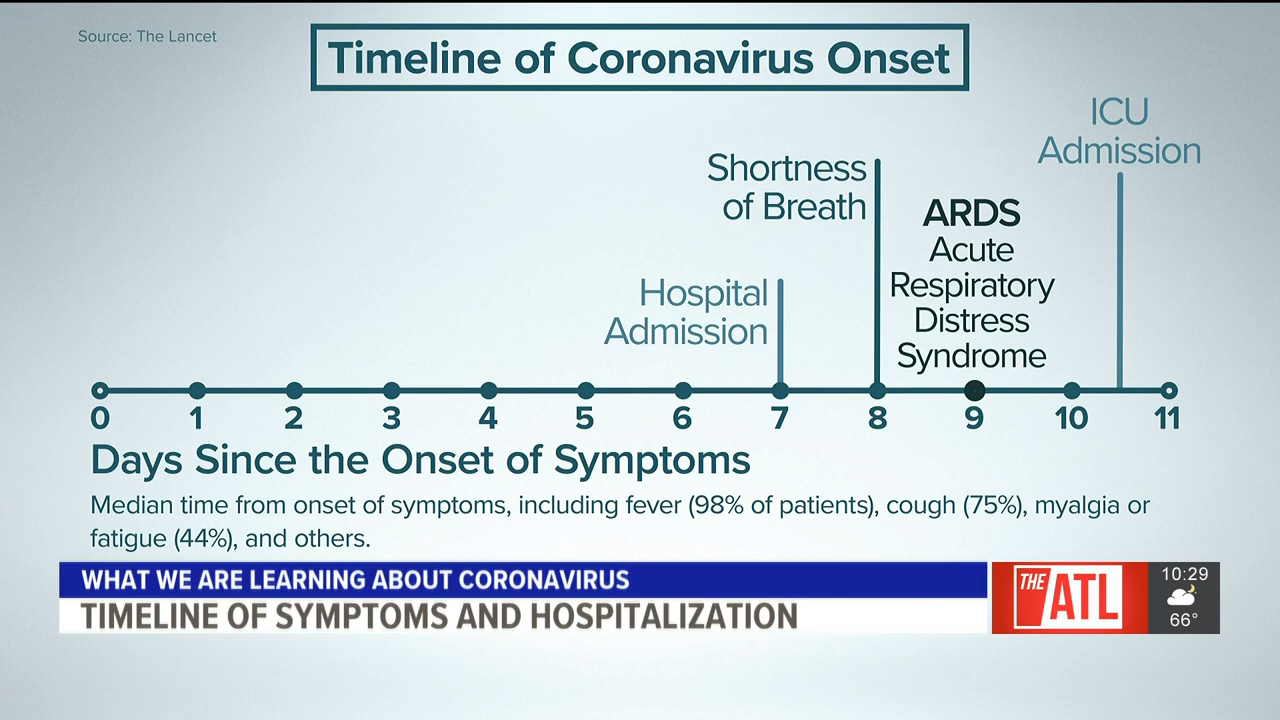 Source: The Lancet
Timeline of Coronavirus Onset
ICU
Admission
Shortness
of Breath
ARDS
Acute
Respiratory
Distress
Syndrome
Hospital
Admission
0 1 2 3 4 5 6 7 8 9 10 11
Days Since the Onset of Symptoms
Median time from onset of symptoms, including fever (98% of patients), cough (75%), myalgia or
fatigue (44%), and others.
WHAT WE ARE LEARNING ABOUT CORONAVIRUS
TIMELINE OF SYMPTOMS AND HOSPITALIZATION
THE ATL
10:29
66°